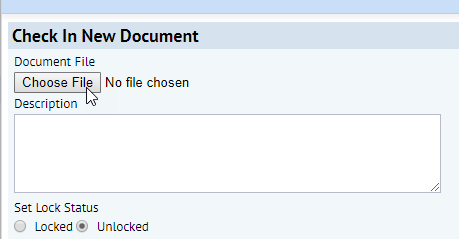 Check In New Document
Document File
Choose File No file chosen
Description
Set Lock Status
Locked Unlocked